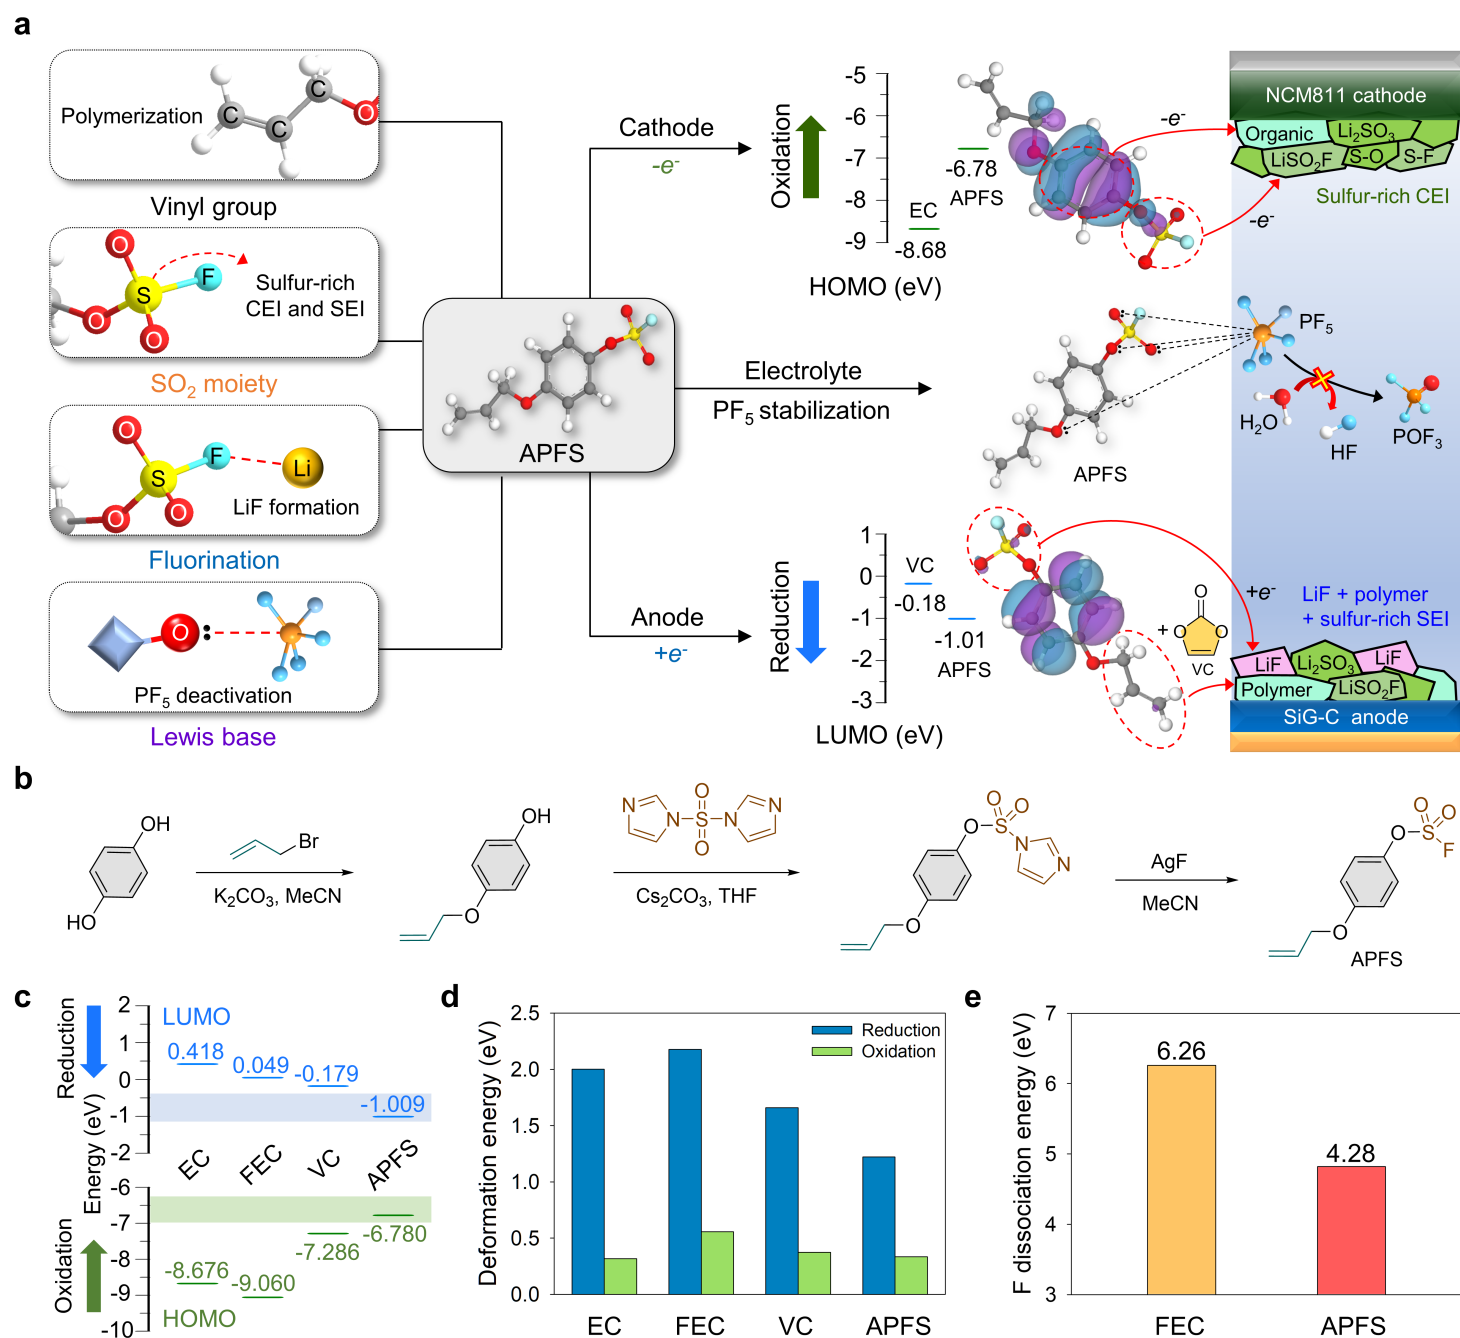 a
Polymerization
C
C
C
O
Vinyl group
O
S
F
O
O
Sulfur-rich
CEI and SEI
SO2 moiety
O
F
S
Li
O
O
LiF formation
Fluorination
O
PF5 deactivation
Lewis base
APFS
Cathode
-e-
Electrolyte
PF5 stabilization
Anode
+e-
Oxidation
-5
-6
-7
-8
-9
EC
-8.68
-6.78
APFS
HOMO (eV)
-e-
-e-
NCM811 cathode
Organic
Li2SO3
LiSO2F
S-O
S-F
Sulfur-rich CEI
APFS
PF5
H2O
HF
POF3
Reduction
1
0
-1
-2
-3
VC
-0.18
-1.01
APFS
LUMO (eV)
+
O
O
O
VC
+e-
LiF + polymer
+ sulfur-rich SEI
LiF
Li2SO3
LiF
Polymer
LiSO2F
SiG-C anode
b
OH
HO
Br
K2CO3, MeCN
OH
O
N
N
O
S
O
N
N
Cs2CO3, THF
O
O
O
S
N
N
O
AgF
MeCN
O
O
O
S
F
O
APFS
c
Reduction
Oxidation
Energy (eV)
2
1
0
-1
-2
LUMO
0.418
0.049
-0.179
-1.009
EC
FEC
VC
APFS
-6
-7
-8
-9
-10
-8.676
-9.060
-7.286
-6.780
HOMO
d
Deformation energy (eV)
2.5
2.0
1.5
1.0
0.5
0.0
Reduction
Oxidation
EC
FEC
VC
APFS
e
F dissociation energy (eV)
7
6
5
4
3
6.26
4.28
FEC
APFS